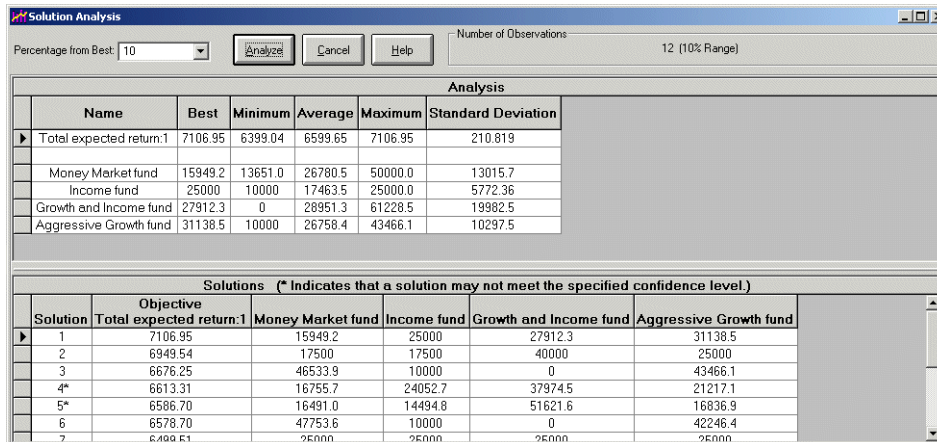 Solution Analysis
Percentage from Best: 10 Analyze Cancel Help Number of Observations 12 (10% Range)
Analysis
Name Best Minimum Average Maximum Standard Deviation
Total expected return:1 7106.95 6399.04 6599.65 7106.95 210.819
Money Market fund 15949.2 13651.0 26780.5 50000.0 13015.7
Income fund 25000 10000 17463.5 25000.0 5772.36
Growth and Income fund 27912.3 0 28951.3 61228.5 19982.5
Aggressive Growth fund 31138.5 10000 26758.4 43466.1 10297.5
Solutions (* Indicates that a solution may not meet the specified confidence level.)
Objective
Solution Total expected return:1 Money Market fund Income fund Growth and Income fund Aggressive Growth fund
1 7106.95 15949.2 25000 27912.3 31138.5
2 6949.54 17500 17500 40000 25000
3 6676.25 46533.9 10000 0 43466.1
4* 6613.31 16755.7 24052.7 37974.5 21217.1
5* 6586.70 16491.0 14494.8 51621.6 16836.9
6 6578.70 47753.6 10000 0 42246.4
7 6499.51 25000 25000 25000 25000